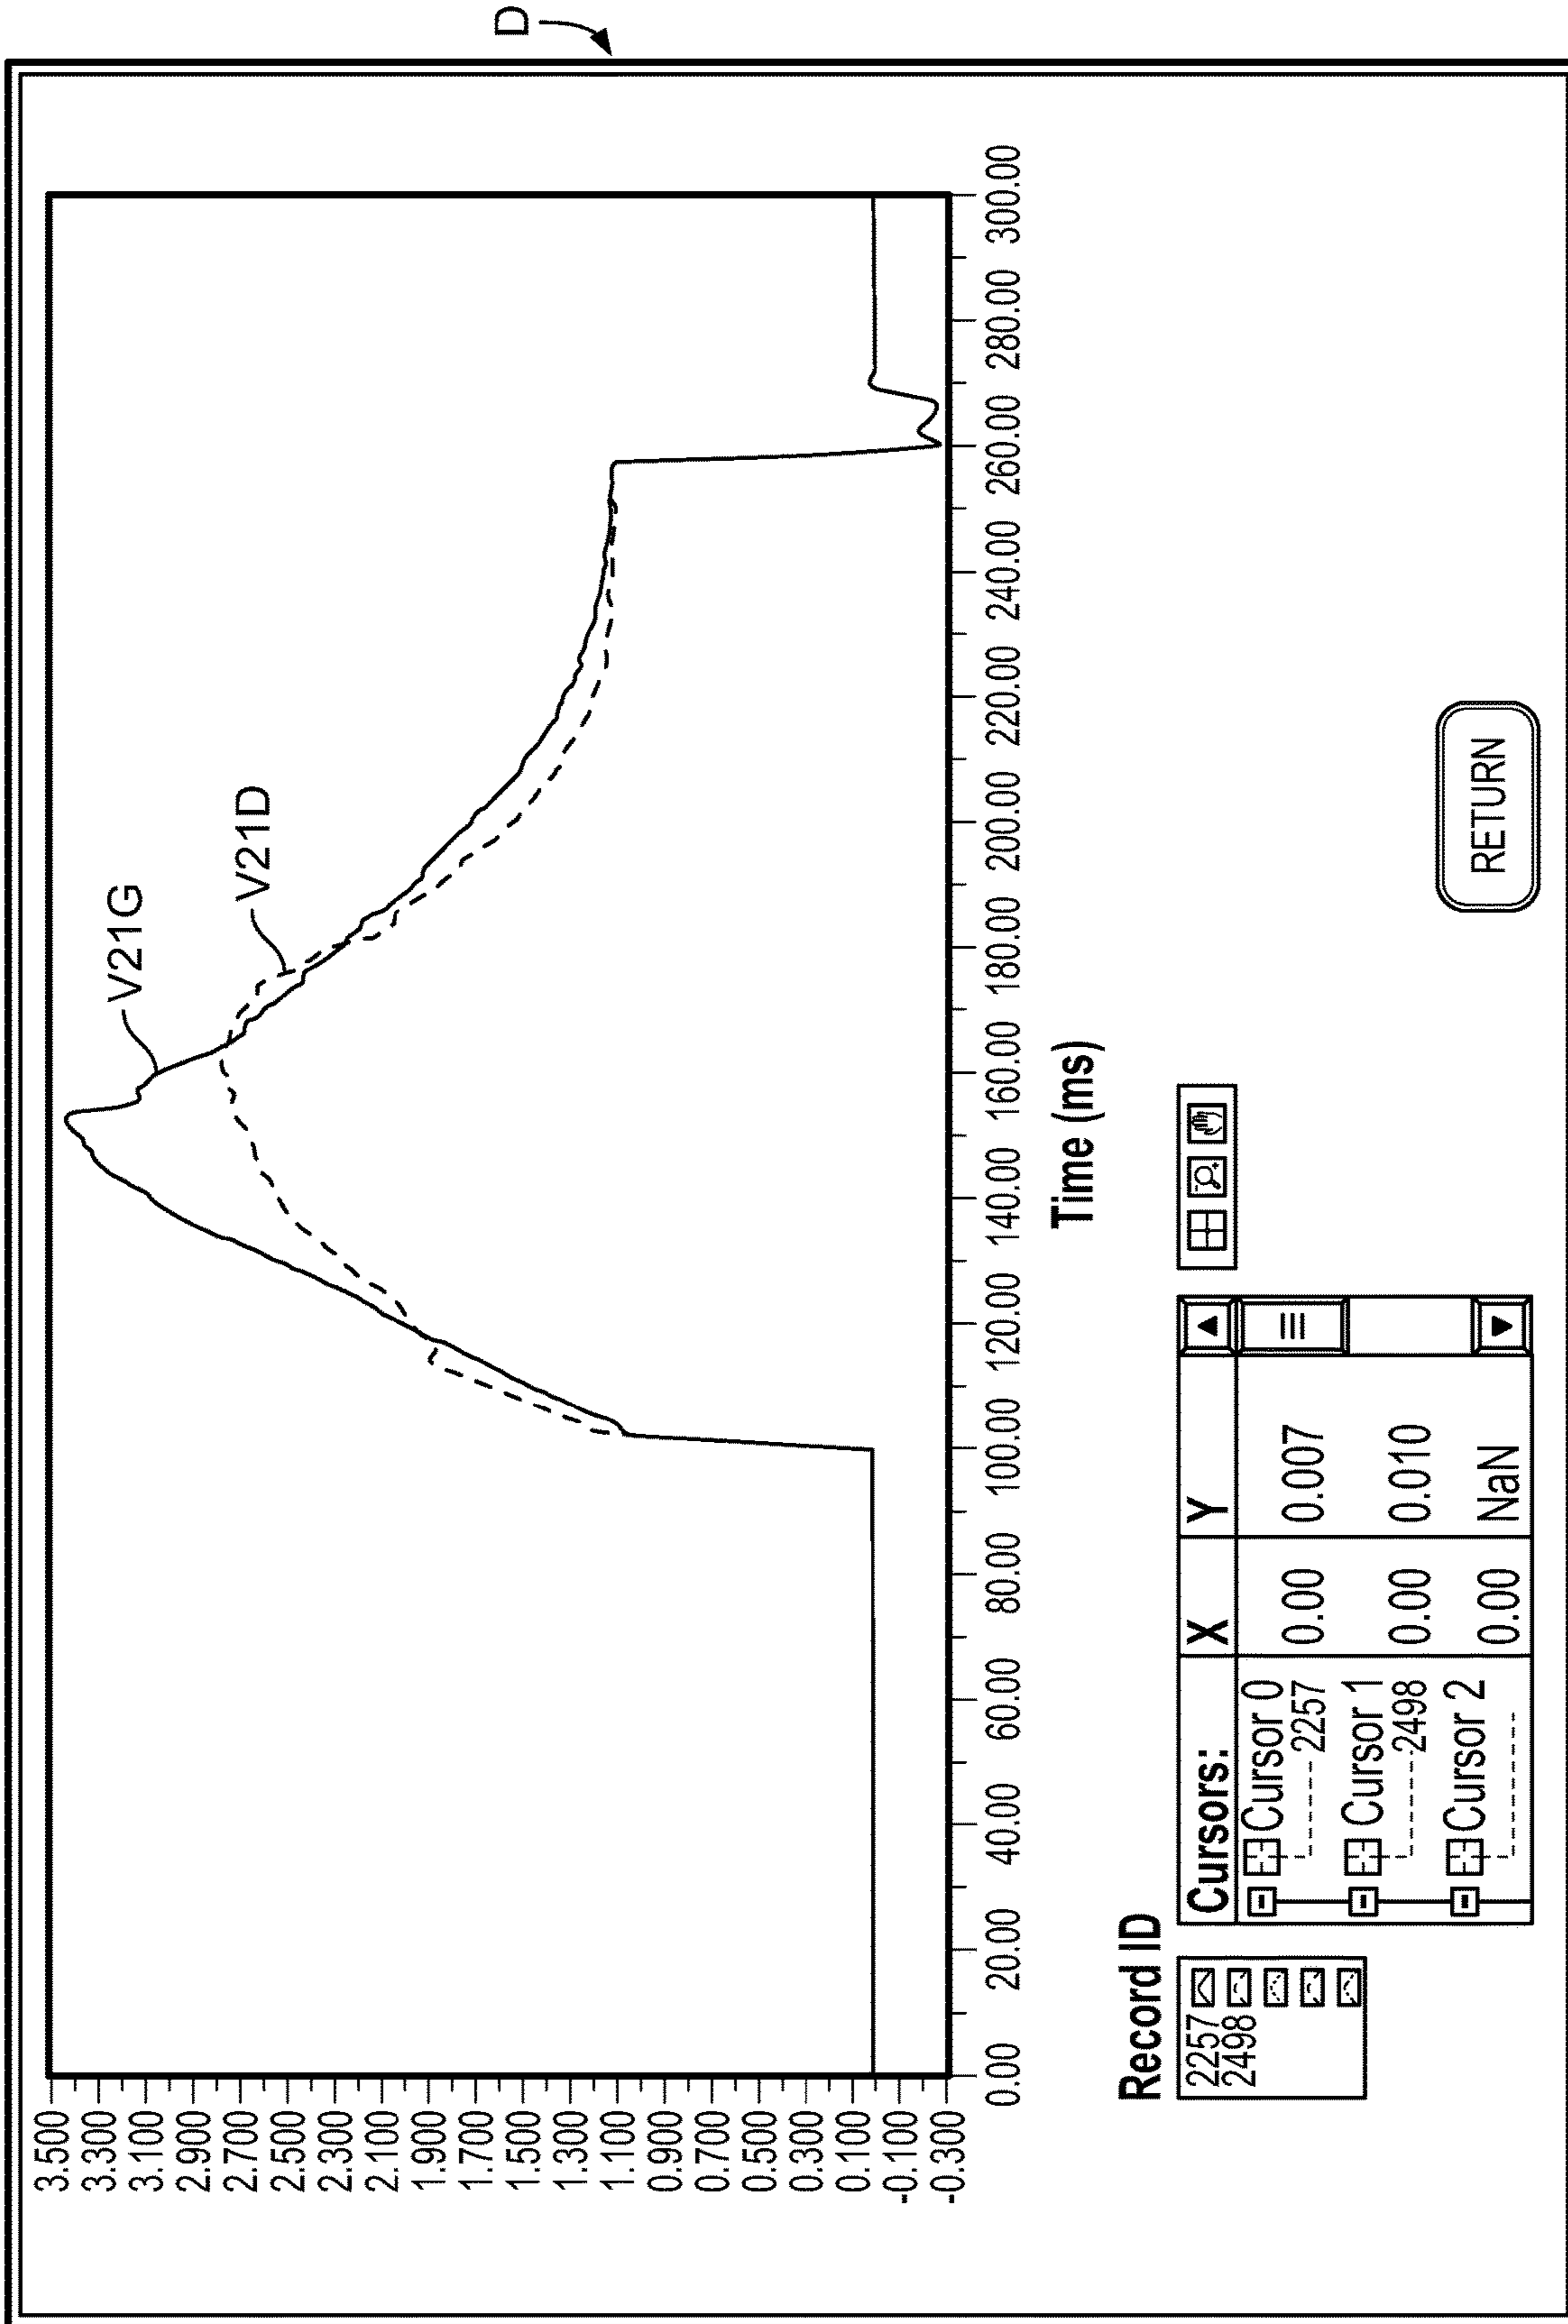 D
3.500
3.300
3.100
2.900
2.700
2.500
2.300
2.100
1.900
1.700
1.500
1.300
1.100
0.900
0.700
0.500
0.300
0.100
-0.100
-0.300
V21G
V21D
0.00 20.00 40.00 60.00 80.00 100.00 120.00 140.00 160.00 180.00 200.00 220.00 240.00 260.00 280.00 300.00
Time (ms)
Record ID
2257
2498
Cursors: X Y
Cursor 0 0.00 0.007
2257
Cursor 1 0.00 0.010
2498
Cursor 2 0.00 NaN
RETURN